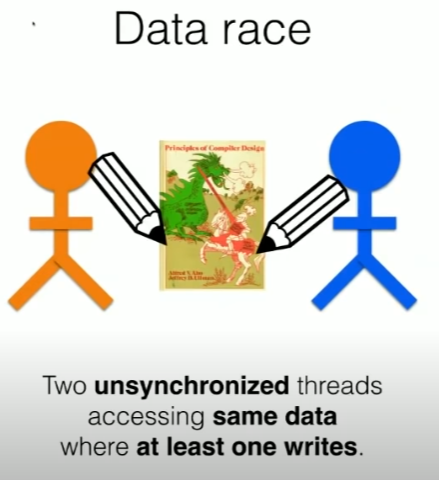 Data race
Principles of Compiler Design
Alfred V. Aho
Jeffrey D. Ullman
Two unsynchronized threads
accessing same data
where at least one writes.